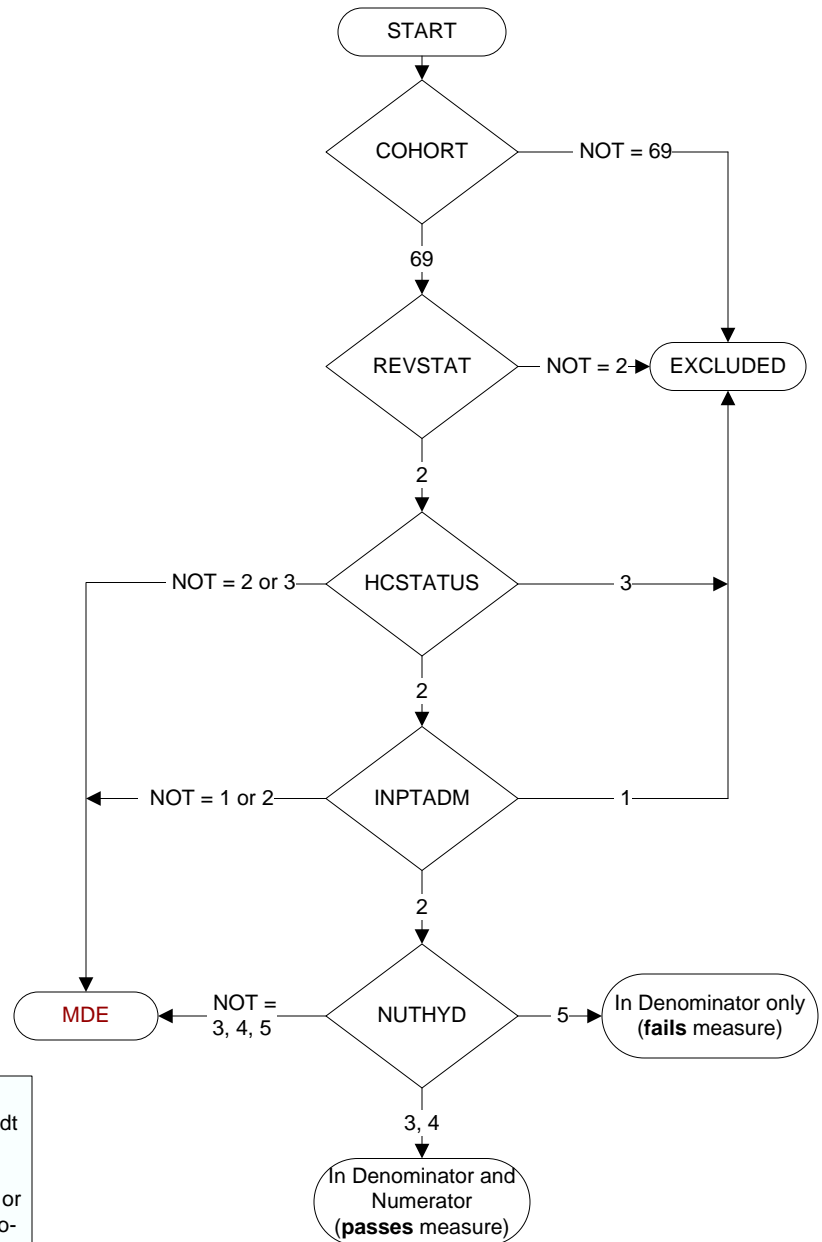 START
COHORT
NOT = 69
69
REVSTAT
NOT = 2
EXCLUDED
2
NOT = 2 or 3
HCSTATUS
3
2
NOT = 1 or 2
INPTADM
1
2
MDE
NOT =
3, 4, 5
NUTHYD
5
In Denominator only
(fails measure)
3, 4
In Denominator and
Numerator
(passes measure)
dt
or
o-